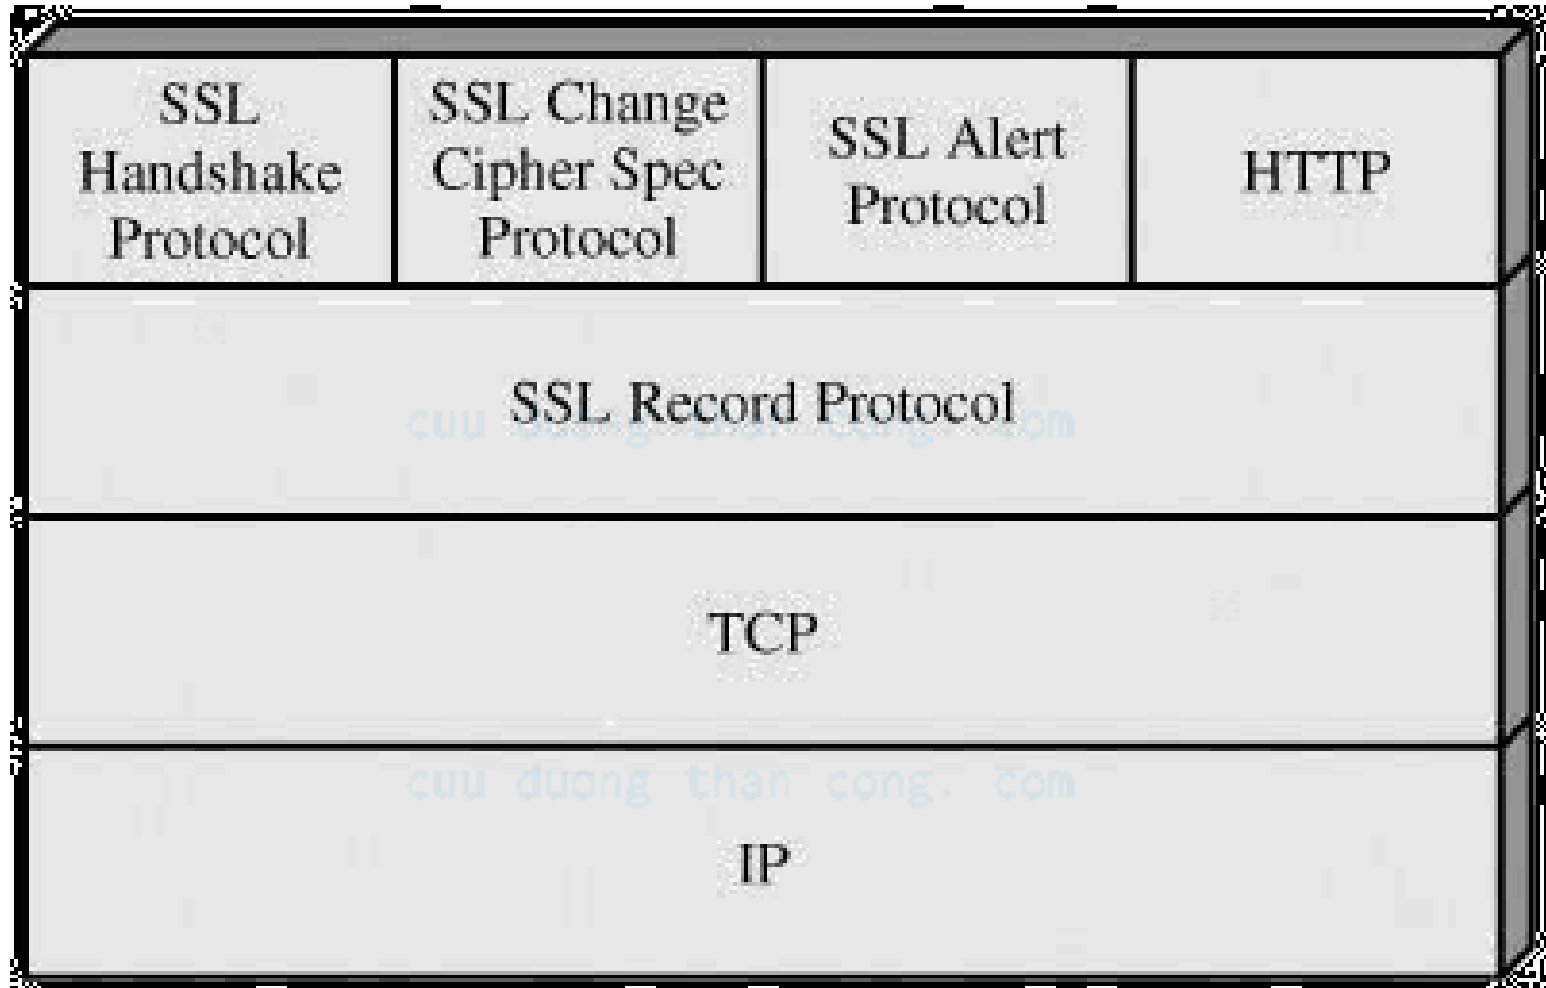 SSL
Handshake
Protocol
SSL Change
Cipher Spec
Protocol
SSL Alert
Protocol
HTTP
SSL Record Protocol
cuu duong than cong. com
TCP
cuu duong than cong. com
IP